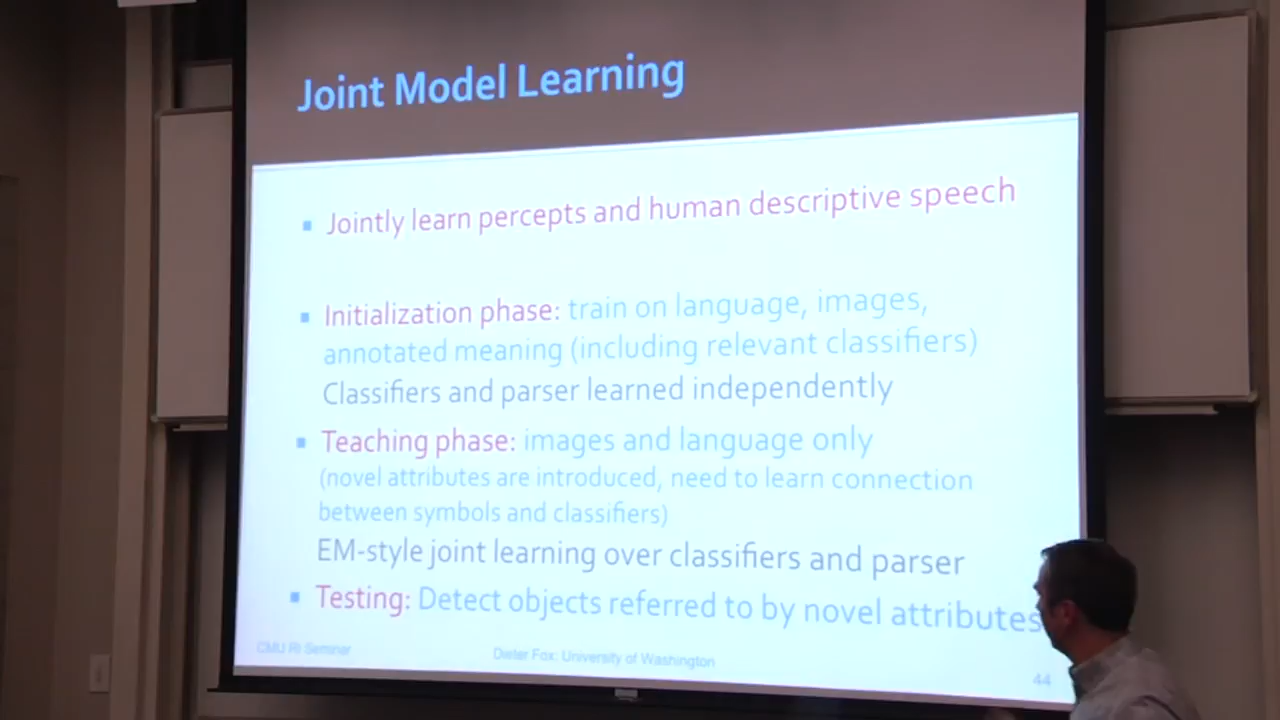 Joint Model Learning
Jointly learn percepts and human descriptive speech
Initialization phase: train on language, images,
annotated meaning (including relevant classifiers)
Classifiers and parser learned independently
Teaching phase: images and language only
(novel attributes are introduced, need to learn connection
between symbols and classifiers)
EM-style joint learning over classifiers and parser
Testing: Detect objects referred to by novel attributes
CMU RI Seminar
Dieter Fox: University of Washington
44